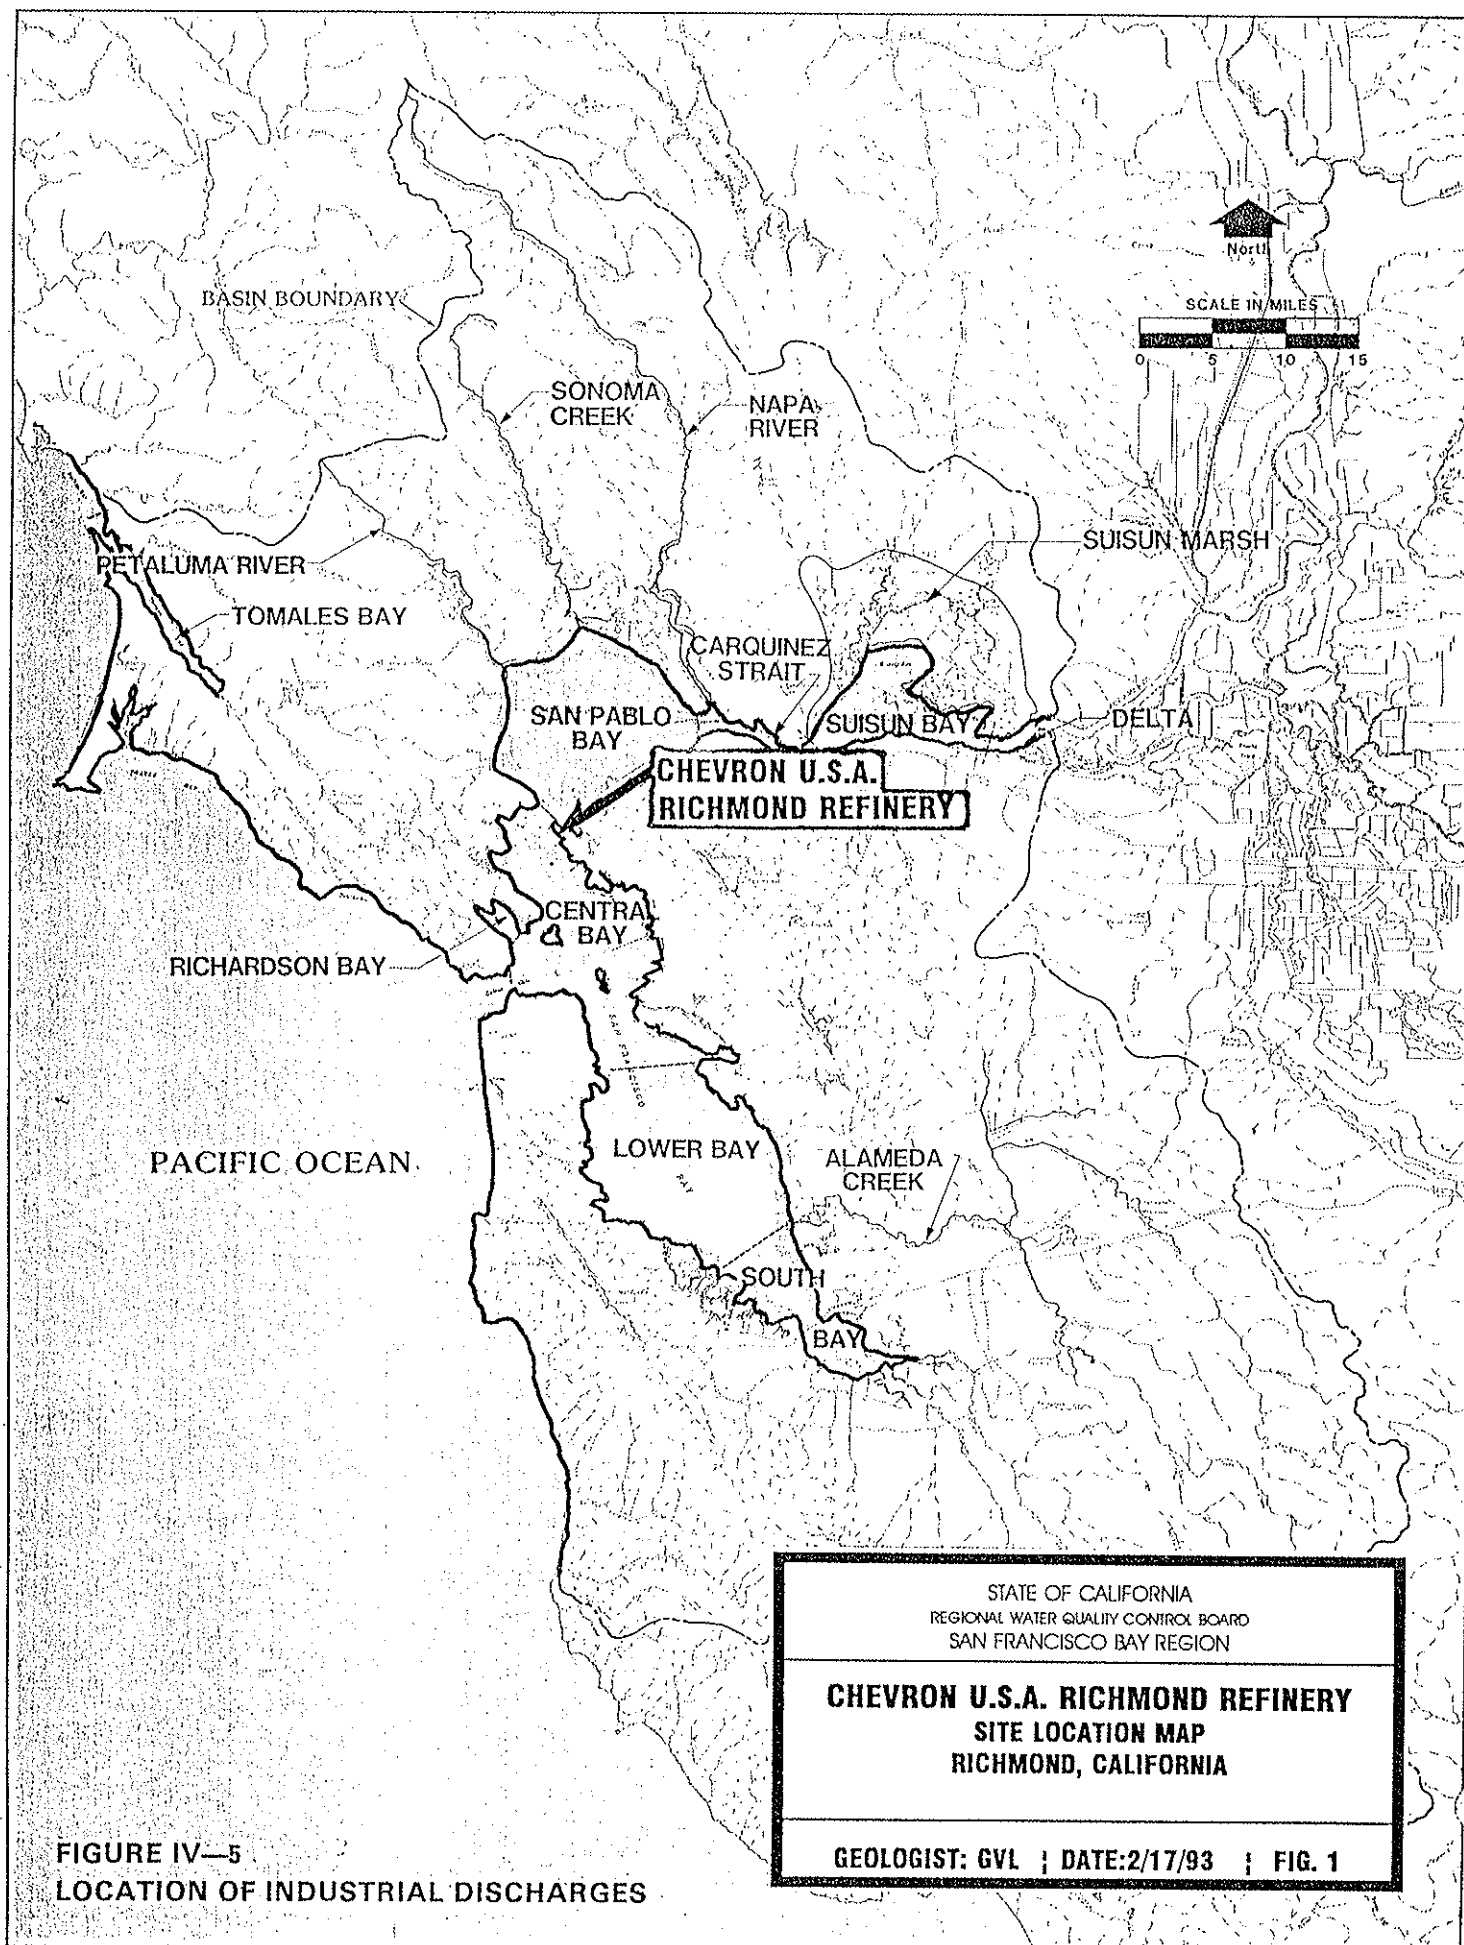 North
SCALE IN MILES
0 5 10 15
BASIN BOUNDARY
SONOMA
CREEK
NAPA
RIVER
SUISUN MARSH
PETALUMA RIVER
TOMALES BAY
CARQUINEZ
STRAIT
SAN PABLO
BAY
SUISUN BAY
DELTA
CHEVRON U.S.A.
RICHMOND REFINERY
CENTRAL
BAY
RICHARDSON BAY
SAN FRANCISCO
BAY
LOWER BAY
PACIFIC OCEAN
ALAMEDA
CREEK
SOUTH
BAY
STATE OF CALIFORNIA
REGIONAL WATER QUALITY CONTROL BOARD
SAN FRANCISCO BAY REGION
CHEVRON U.S.A. RICHMOND REFINERY
SITE LOCATION MAP
RICHMOND, CALIFORNIA
GEOLOGIST: GVL | DATE:2/17/93 | FIG. 1
FIGURE IV—5
LOCATION OF INDUSTRIAL DISCHARGES